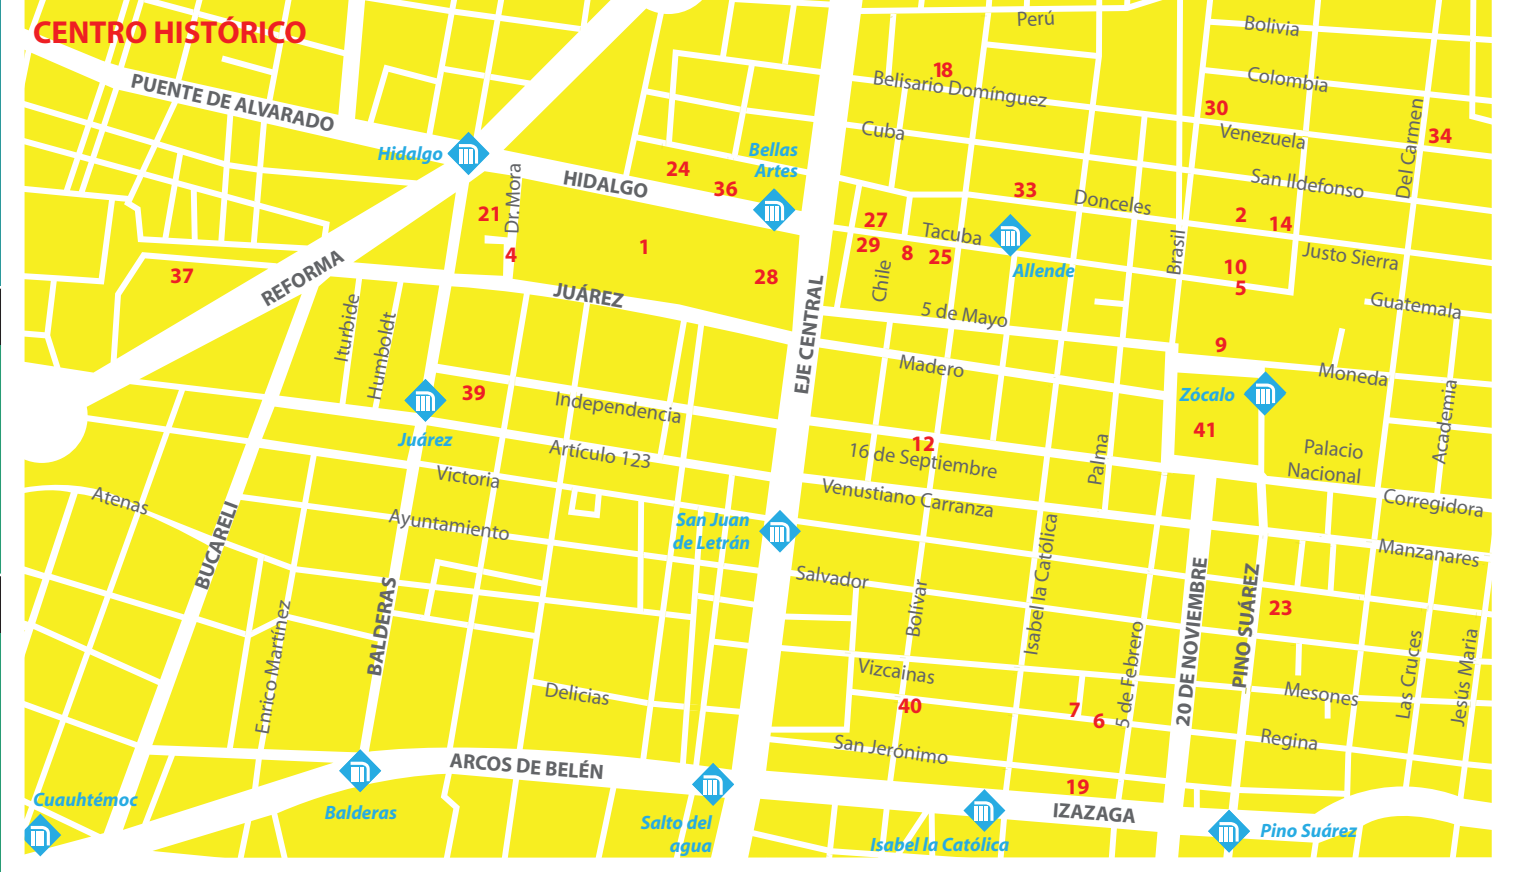 CENTRO HISTÓRICO
Perú
Bolivia
18
Belisario Domínguez
Colombia
PUENTE DE ALVARADO
30
Cuba
Venezuela
Del Carmen
34
Hidalgo
Bellas
Artes
24
HIDALGO
36
Dr. Mora
33
San Ildefonso
Donceles
21
27
2
14
Tacuba
29
8
25
Chile
4
1
Brasil
Justo Sierra
Allende
10
5
37
REFORMA
28
JUÁREZ
EJE CENTRAL
Guatemala
5 de Mayo
Iturbide
Humboldt
9
Madero
Moneda
39
Independencia
Zócalo
Academia
Juárez
41
12
Palma
Palacio
Nacional
Artículo 123
16 de Septiembre
Victoria
Venustiano Carranza
Atenas
Corregidora
BUCARELI
Ayuntamiento
San Juan
de Letrán
Isabel la Católica
Manzanares
Salvador
Bolívar
BALDERAS
20 DE NOVIEMBRE
PINO SUÁREZ
23
Enrico Martínez
5 de Febrero
Las Cruces
Jesús Maria
Vizcainas
Delicias
Mesones
40
7
6
Regina
San Jerónimo
ARCOS DE BELÉN
19
IZAZAGA
Cuauhtémoc
Balderas
Salto del
agua
Isabel la Católica
Pino Suárez